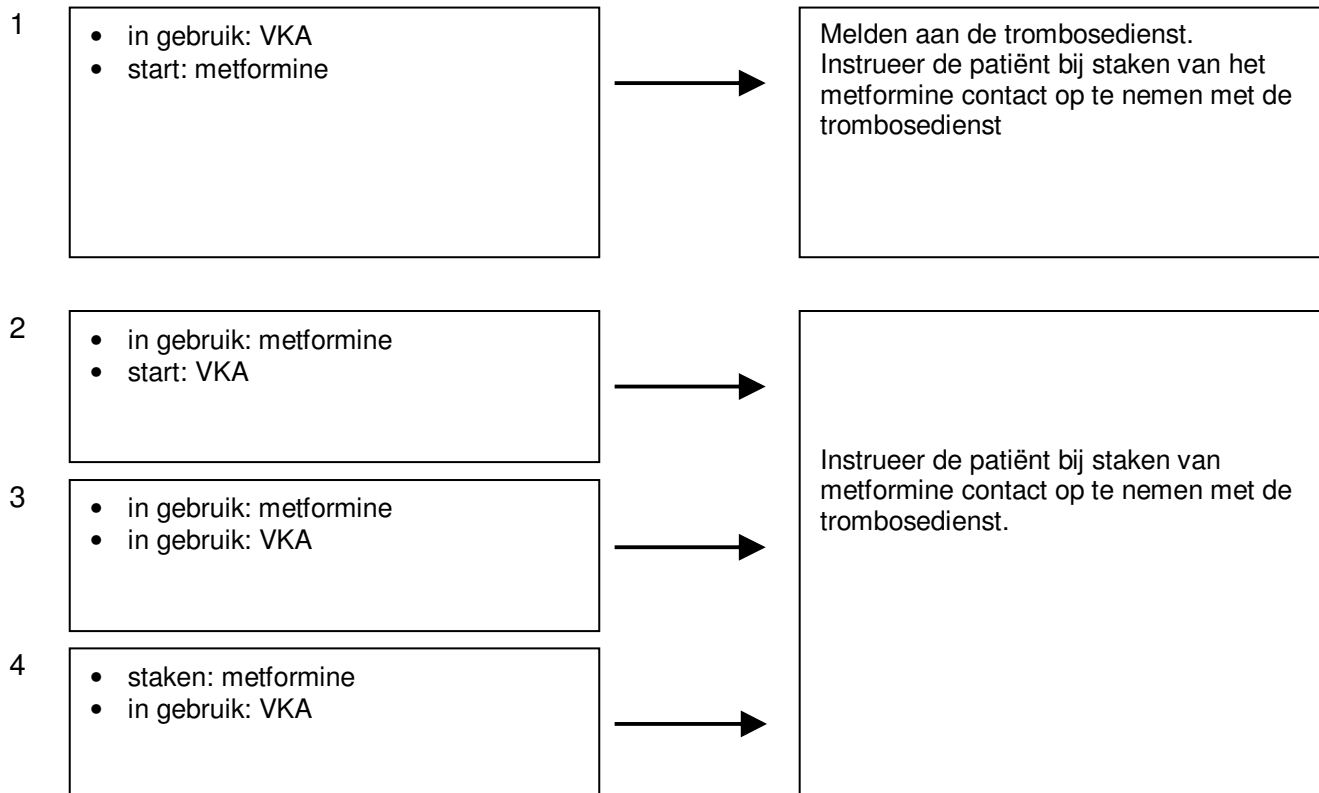 1
• in gebruik: VKA
• start: metformine
Melden aan de trombosedienst.
Instrueer de patiënt bij staken van het
metformine contact op te nemen met de
trombosedienst
2
• in gebruik: metformine
• start: VKA
3
• in gebruik: metformine
• in gebruik: VKA
4
• staken: metformine
• in gebruik: VKA
Instrueer de patiënt bij staken van
metformine contact op te nemen met de
trombosedienst.